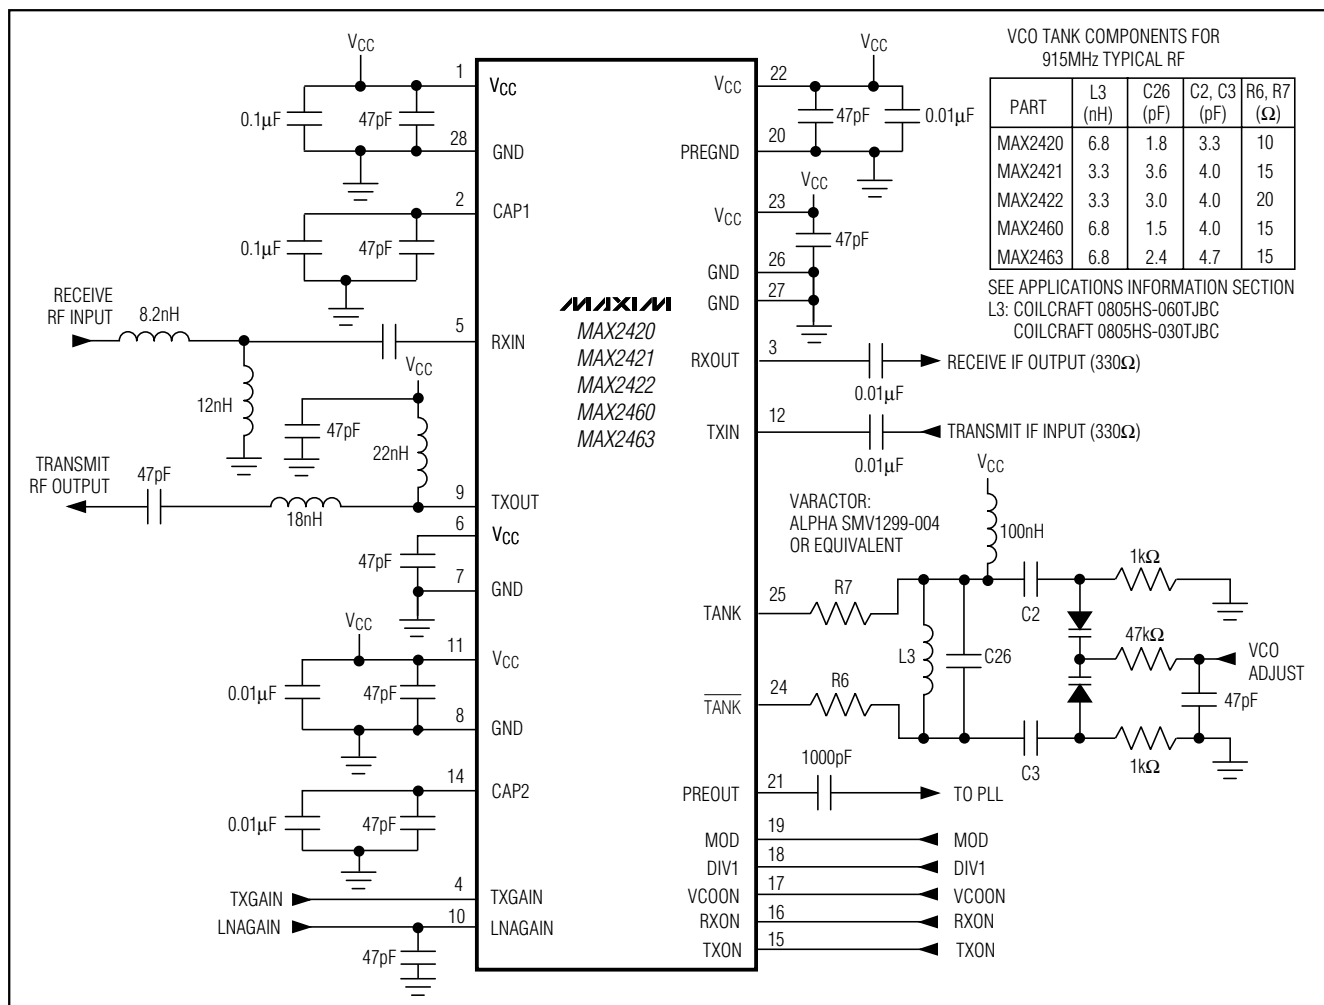 VCC
1
VCC
0.1µF
47pF
28
GND
2
CAP1
0.1µF
47pF
RECEIVE
RF INPUT
8.2nH
5
RXIN
12nH
VCC
47pF
22nH
TRANSMIT
RF OUTPUT
47pF
18nH
9
TXOUT
6
VCC
47pF
7
GND
VCC
11
VCC
0.01µF
47pF
8
GND
14
CAP2
0.01µF
47pF
TXGAIN
4
TXGAIN
LNAGAIN
10
LNAGAIN
47pF
MAXIM
MAX2420
MAX2421
MAX2422
MAX2460
MAX2463
VCC
VCC
22
47pF
0.01µF
PREGND
20
VCC
VCC
23
47pF
GND
26
GND
27
RXOUT
3
0.01µF
RECEIVE IF OUTPUT (330Ω)
TXIN
12
0.01µF
TRANSMIT IF INPUT (330Ω)
VARACTOR:
ALPHA SMV1299-004
OR EQUIVALENT
VCC
100nH
TANK
25
R7
L3
C26
C2
1kΩ
47kΩ
VCO
ADJUST
47pF
TANK
24
R6
C3
1kΩ
PREOUT
21
1000pF
TO PLL
MOD
19
MOD
DIV1
18
DIV1
VCOON
17
VCOON
RXON
16
RXON
TXON
15
TXON
VCO TANK COMPONENTS FOR
915MHz TYPICAL RF
PART L3 (nH) C26 (pF) C2, C3 (pF) R6, R7 (Ω)
MAX2420 6.8 1.8 3.3 10
MAX2421 3.3 3.6 4.0 15
MAX2422 3.3 3.0 4.0 20
MAX2460 6.8 1.5 4.0 15
MAX2463 6.8 2.4 4.7 15
SEE APPLICATIONS INFORMATION SECTION
L3: COILCRAFT 0805HS-060TJBC
COILCRAFT 0805HS-030TJBC